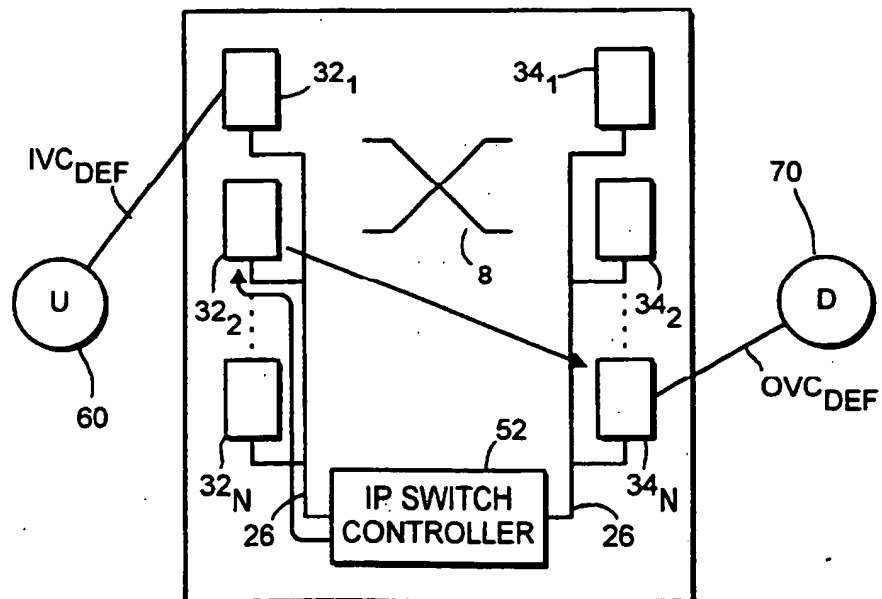 32₁
34₁
IVC_DEF
70
U
8
D
32₂
34₂
60
OVC_DEF
52
32_N
34_N
26
IP SWITCH
CONTROLLER
26